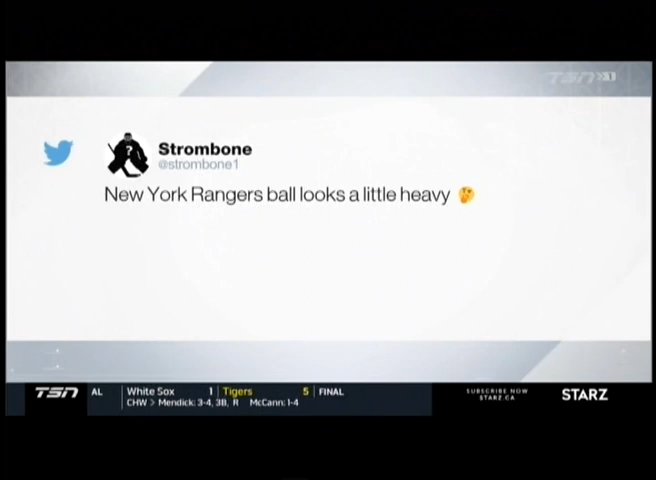 TSN 1
Strombone
@strombone1
New York Rangers ball looks a little heavy 🤔
TSN AL White Sox 1 Tigers 5 FINAL
CHW > Mendick: 3-4, 3B, R McCann: 1-4
SUBSCRIBE NOW
STARZ.CA
STARZ